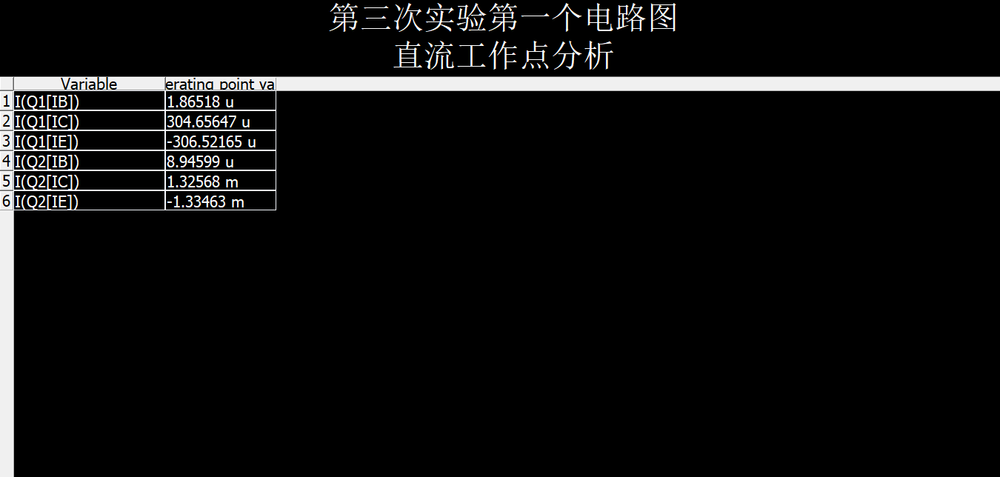 第三次实验第一个电路图
直流工作点分析
Variable erating point va
1 I(Q1[IB]) 1.86518 u
2 I(Q1[IC]) 304.65647 u
3 I(Q1[IE]) -306.52165 u
4 I(Q2[IB]) 8.94599 u
5 I(Q2[IC]) 1.32568 m
6 I(Q2[IE]) -1.33463 m